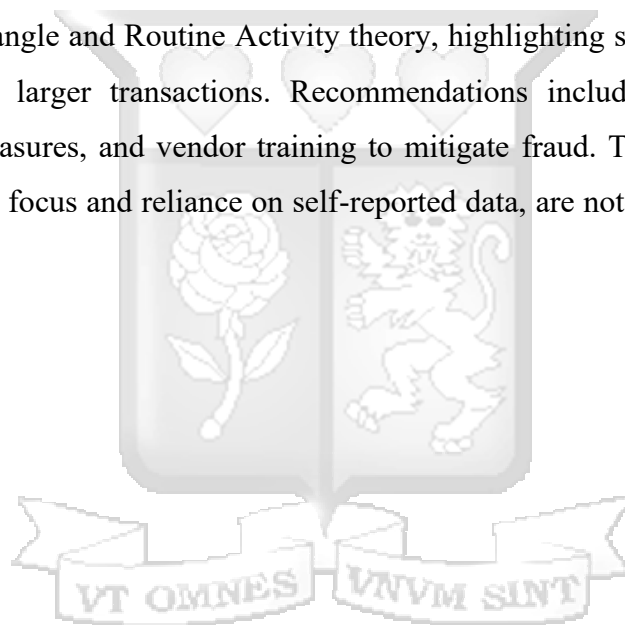 angle and Routine Activity theory, highlighting s
larger transactions. Recommendations includ
asures, and vendor training to mitigate fraud. T
focus and reliance on self-reported data, are not
VT OMNES VNVM SINT